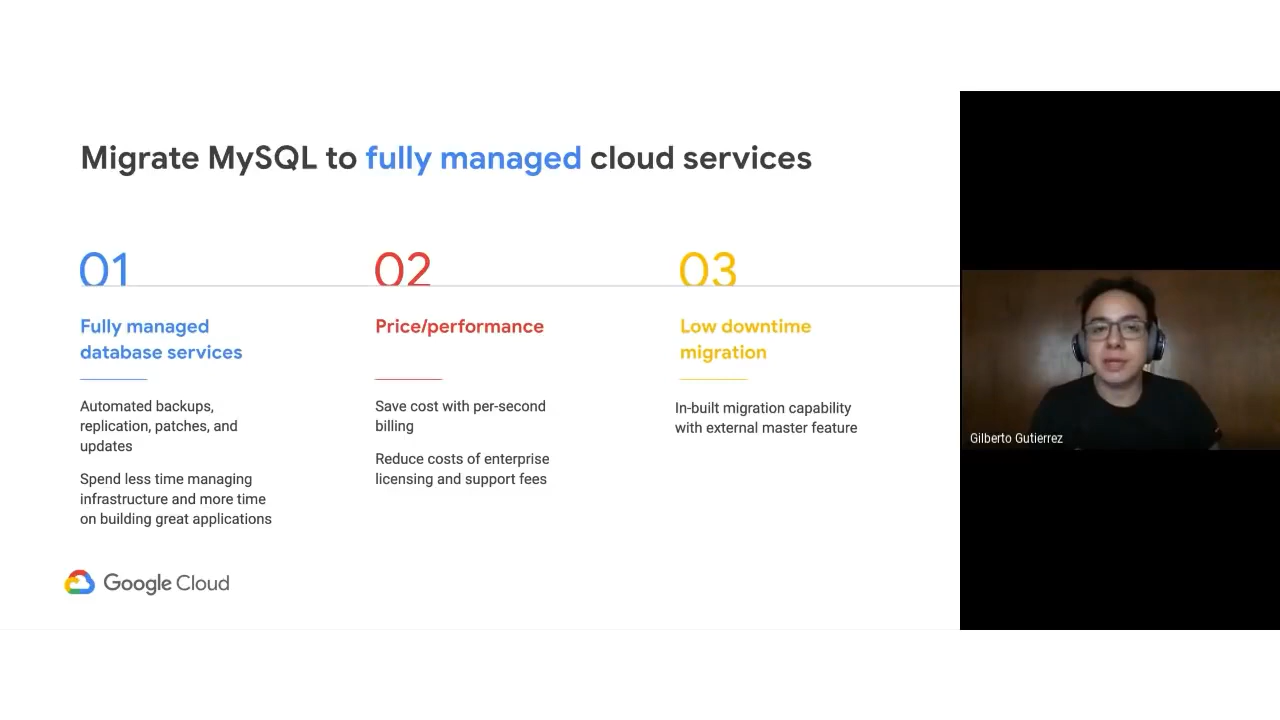 Migrate MySQL to fully managed cloud services
01
Fully managed
database services
Automated backups,
replication, patches, and
updates
Spend less time managing
infrastructure and more time
on building great applications
02
Price/performance
Save cost with per-second
billing
Reduce costs of enterprise
licensing and support fees
03
Low downtime
migration
In-built migration capability
with external master feature
Google Cloud
Gilberto Gutierrez